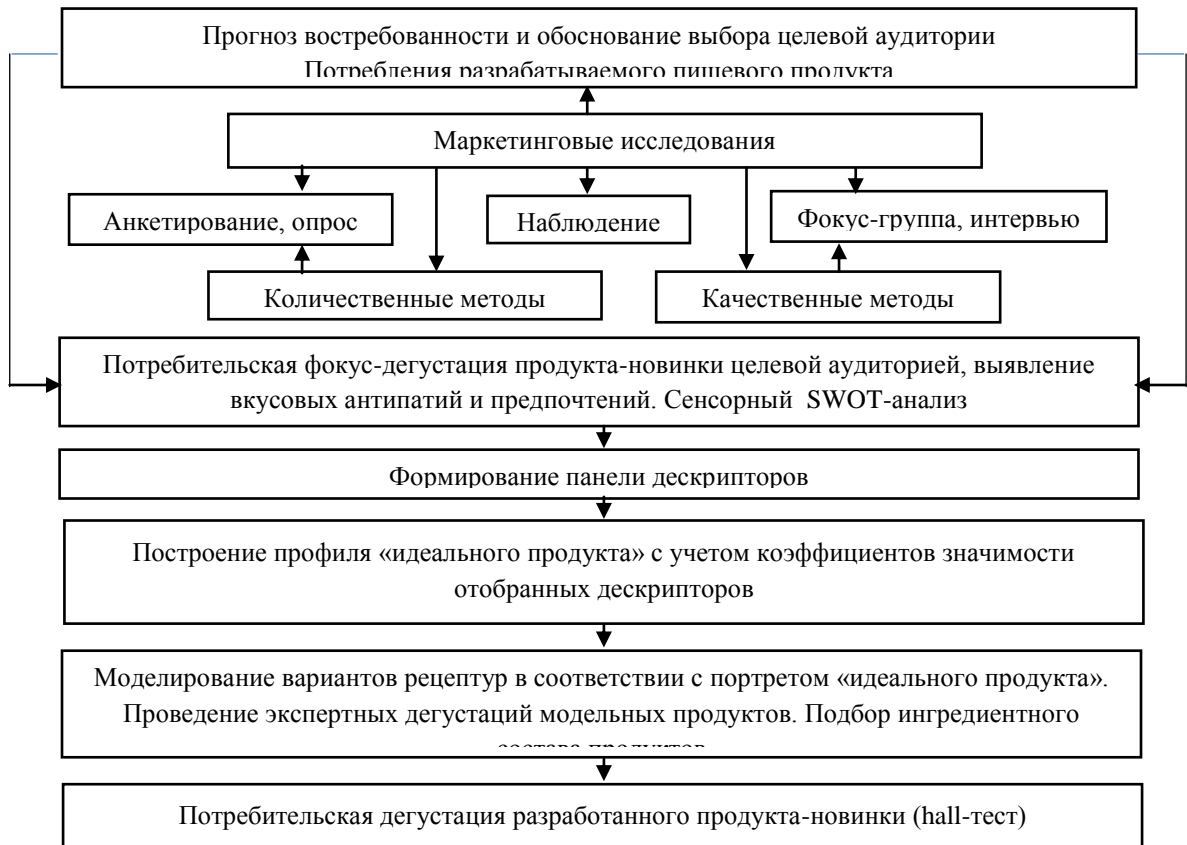 Прогноз востребованности и обоснование выбора целевой аудитории
Потребления разрабатываемого пищевого продукта
Маркетинговые исследования
Анкетирование, опрос
Наблюдение
Фокус-группа, интервью
Количественные методы
Качественные методы
Потребительская фокус-дегустация продукта-новинки целевой аудиторией, выявление
вкусовых антипатий и предпочтений. Сенсорный SWOT-анализ
Формирование панели дескрипторов
Построение профиля «идеального продукта» с учетом коэффициентов значимости
отобранных дескрипторов
Моделирование вариантов рецептур в соответствии с портретом «идеального продукта».
Проведение экспертных дегустаций модельных продуктов. Подбор ингредиентного
состава продуктов
Потребительская дегустация разработанного продукта-новинки (hall-тест)